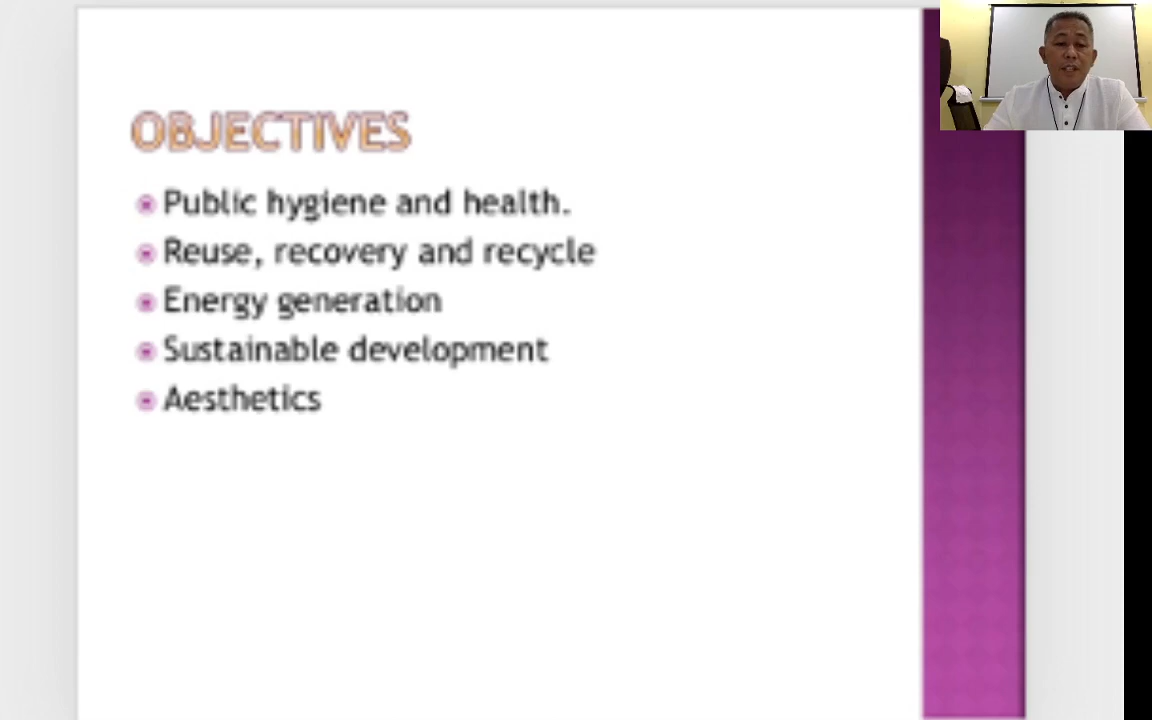 OBJECTIVES
Public hygiene and health.
Reuse, recovery and recycle
Energy generation
Sustainable development
Aesthetics